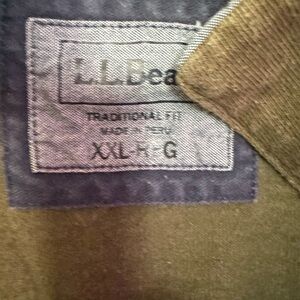 L.L.Bea
TRADITIONAL FIT
MADE IN PERU
XXL-R-G